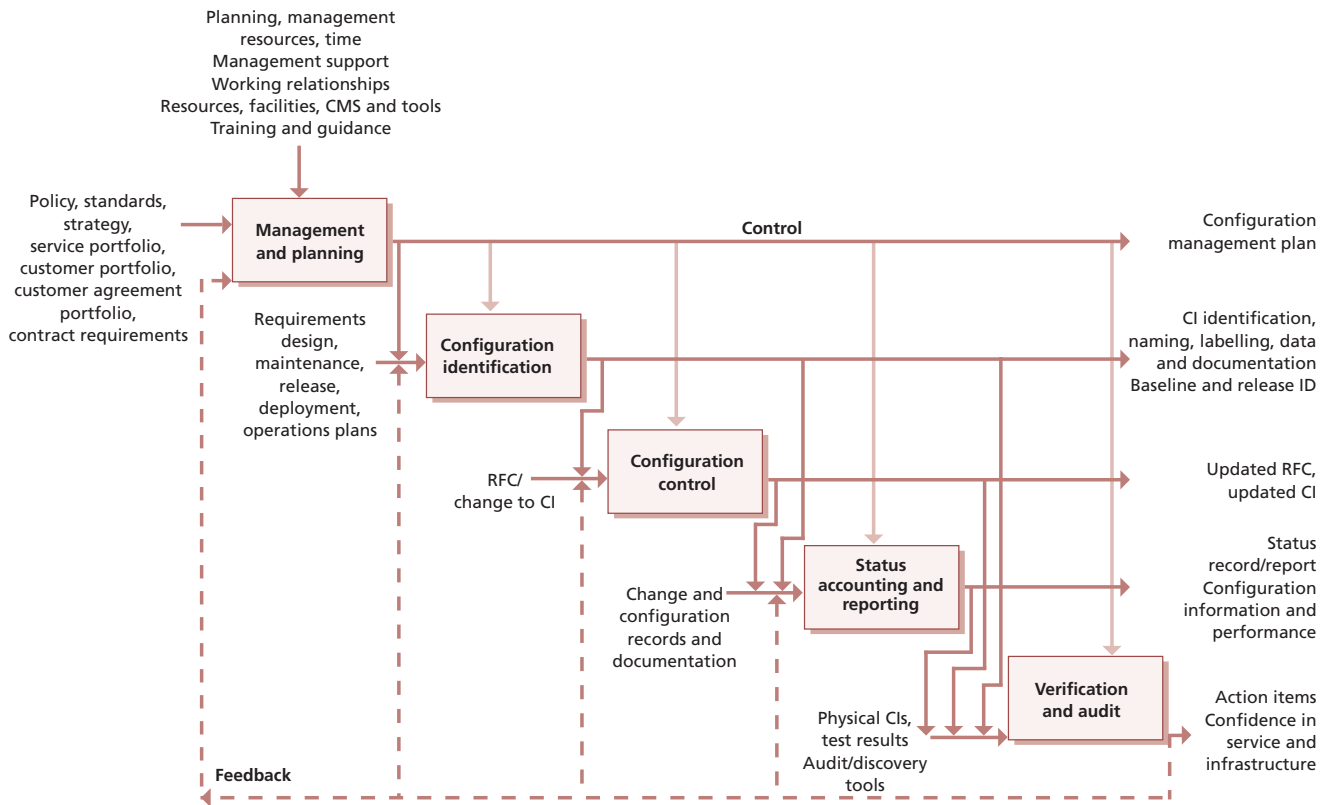 Planning, management
resources, time
Management support
Working relationships
Resources, facilities, CMS and tools
Training and guidance
Policy, standards,
strategy,
service portfolio,
customer portfolio,
customer agreement
portfolio,
contract requirements
Management
and planning
Control
Configuration
management plan
Requirements
design,
maintenance,
release,
deployment,
operations plans
Configuration
identification
CI identification,
naming, labelling, data
and documentation
Baseline and release ID
RFC/
change to CI
Configuration
control
Updated RFC,
updated CI
Change and
configuration
records and
documentation
Status
accounting and
reporting
Status
record/report
Configuration
information and
performance
Physical CIs,
test results
Audit/discovery
tools
Verification
and audit
Action items
Confidence in
service and
infrastructure
Feedback